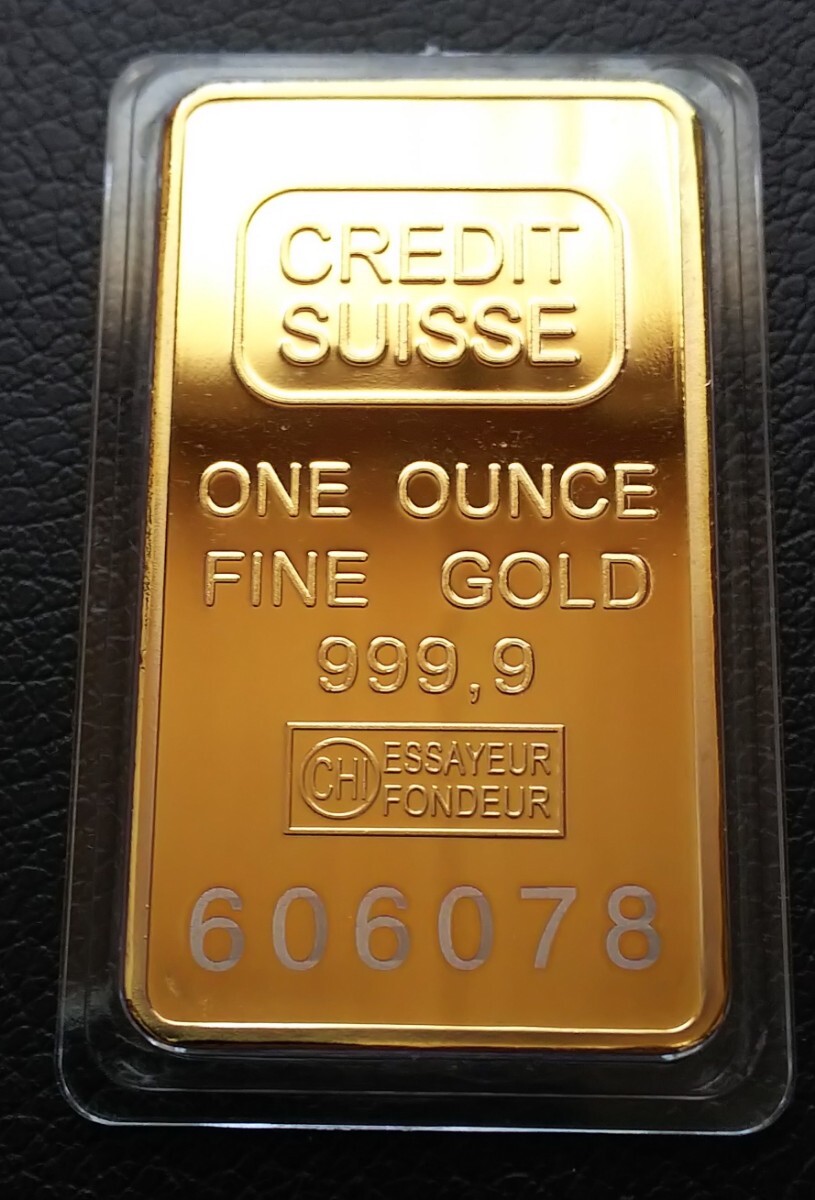 CREDIT
SUISSE
ONE OUNCE
FINE GOLD
999,9
CHI ESSAYEUR
FONDEUR
606078